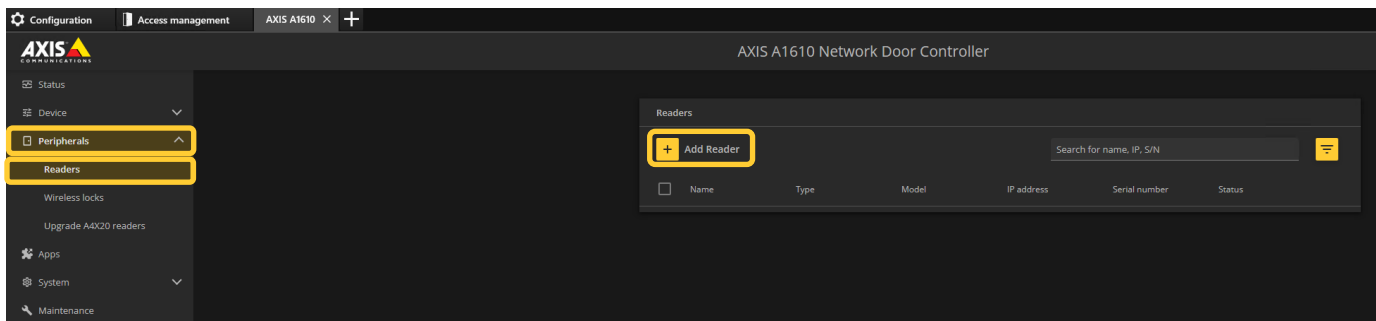 Configuration
Access management
AXIS A1610
AXIS
COMMUNICATIONS
AXIS A1610 Network Door Controller
Status
Device
Peripherals
Readers
Wireless locks
Upgrade A4X20 readers
Apps
System
Maintenance
Readers
+ Add Reader
Search for name, IP, S/N
Name Type Model IP address Serial number Status